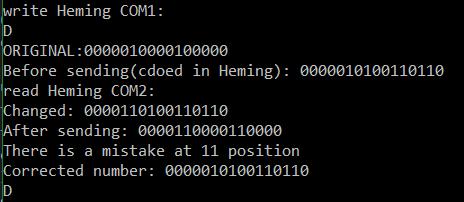 write Heming COM1:
D
ORIGINAL:0000010000100000
Before sending(cdoed in Heming): 0000010100110110
read Heming COM2:
Changed: 0000110100110110
After sending: 0000110000110000
There is a mistake at 11 position
Corrected number: 0000010100110110
D